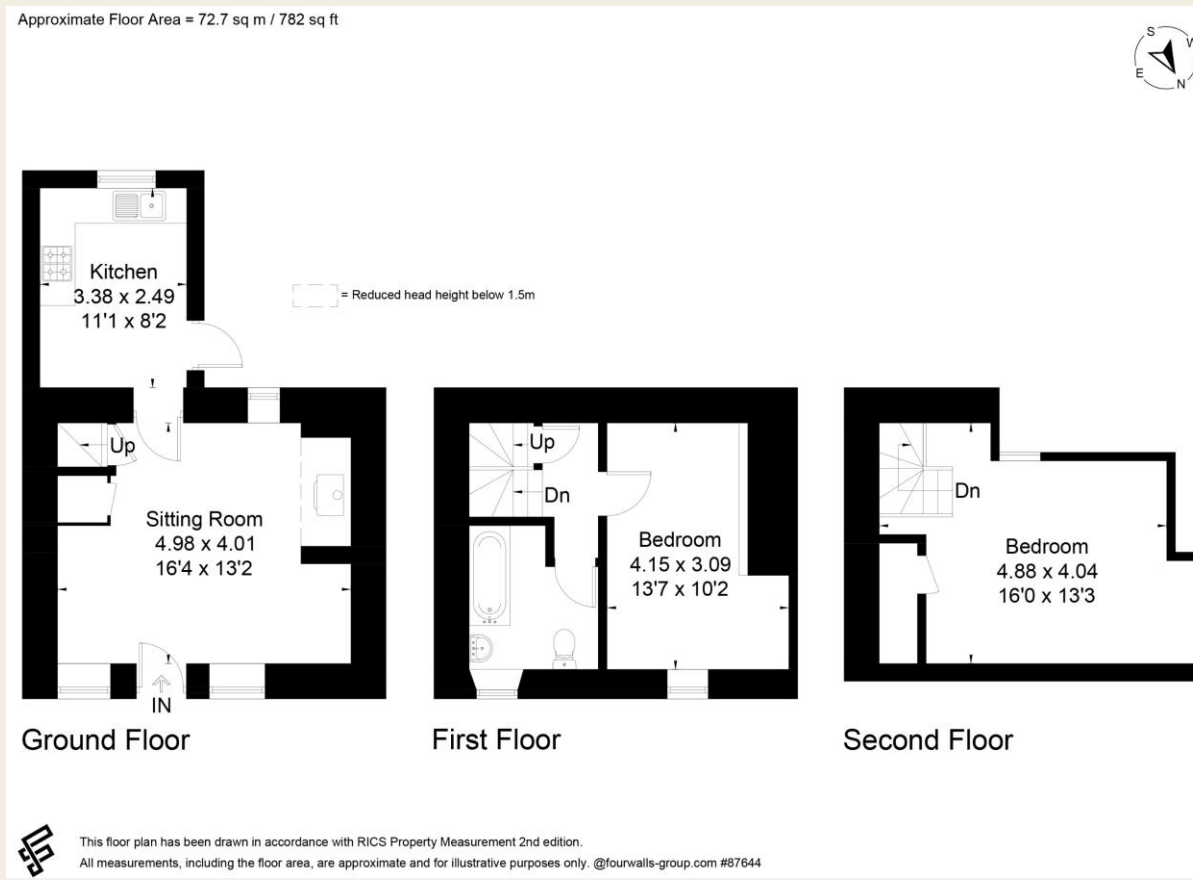 Approximate Floor Area = 72.7 sq m / 782 sq ft
S
W
E
N
Kitchen
3.38 x 2.49
11'1 x 8'2
= Reduced head height below 1.5m
Up
Sitting Room
4.98 x 4.01
16'4 x 13'2
IN
Ground Floor
Up
Dn
Bedroom
4.15 x 3.09
13'7 x 10'2
First Floor
Dn
Bedroom
4.88 x 4.04
16'0 x 13'3
Second Floor
This floor plan has been drawn in accordance with RICS Property Measurement 2nd edition.
All measurements, including the floor area, are approximate and for illustrative purposes only. @fourwalls-group.com #87644